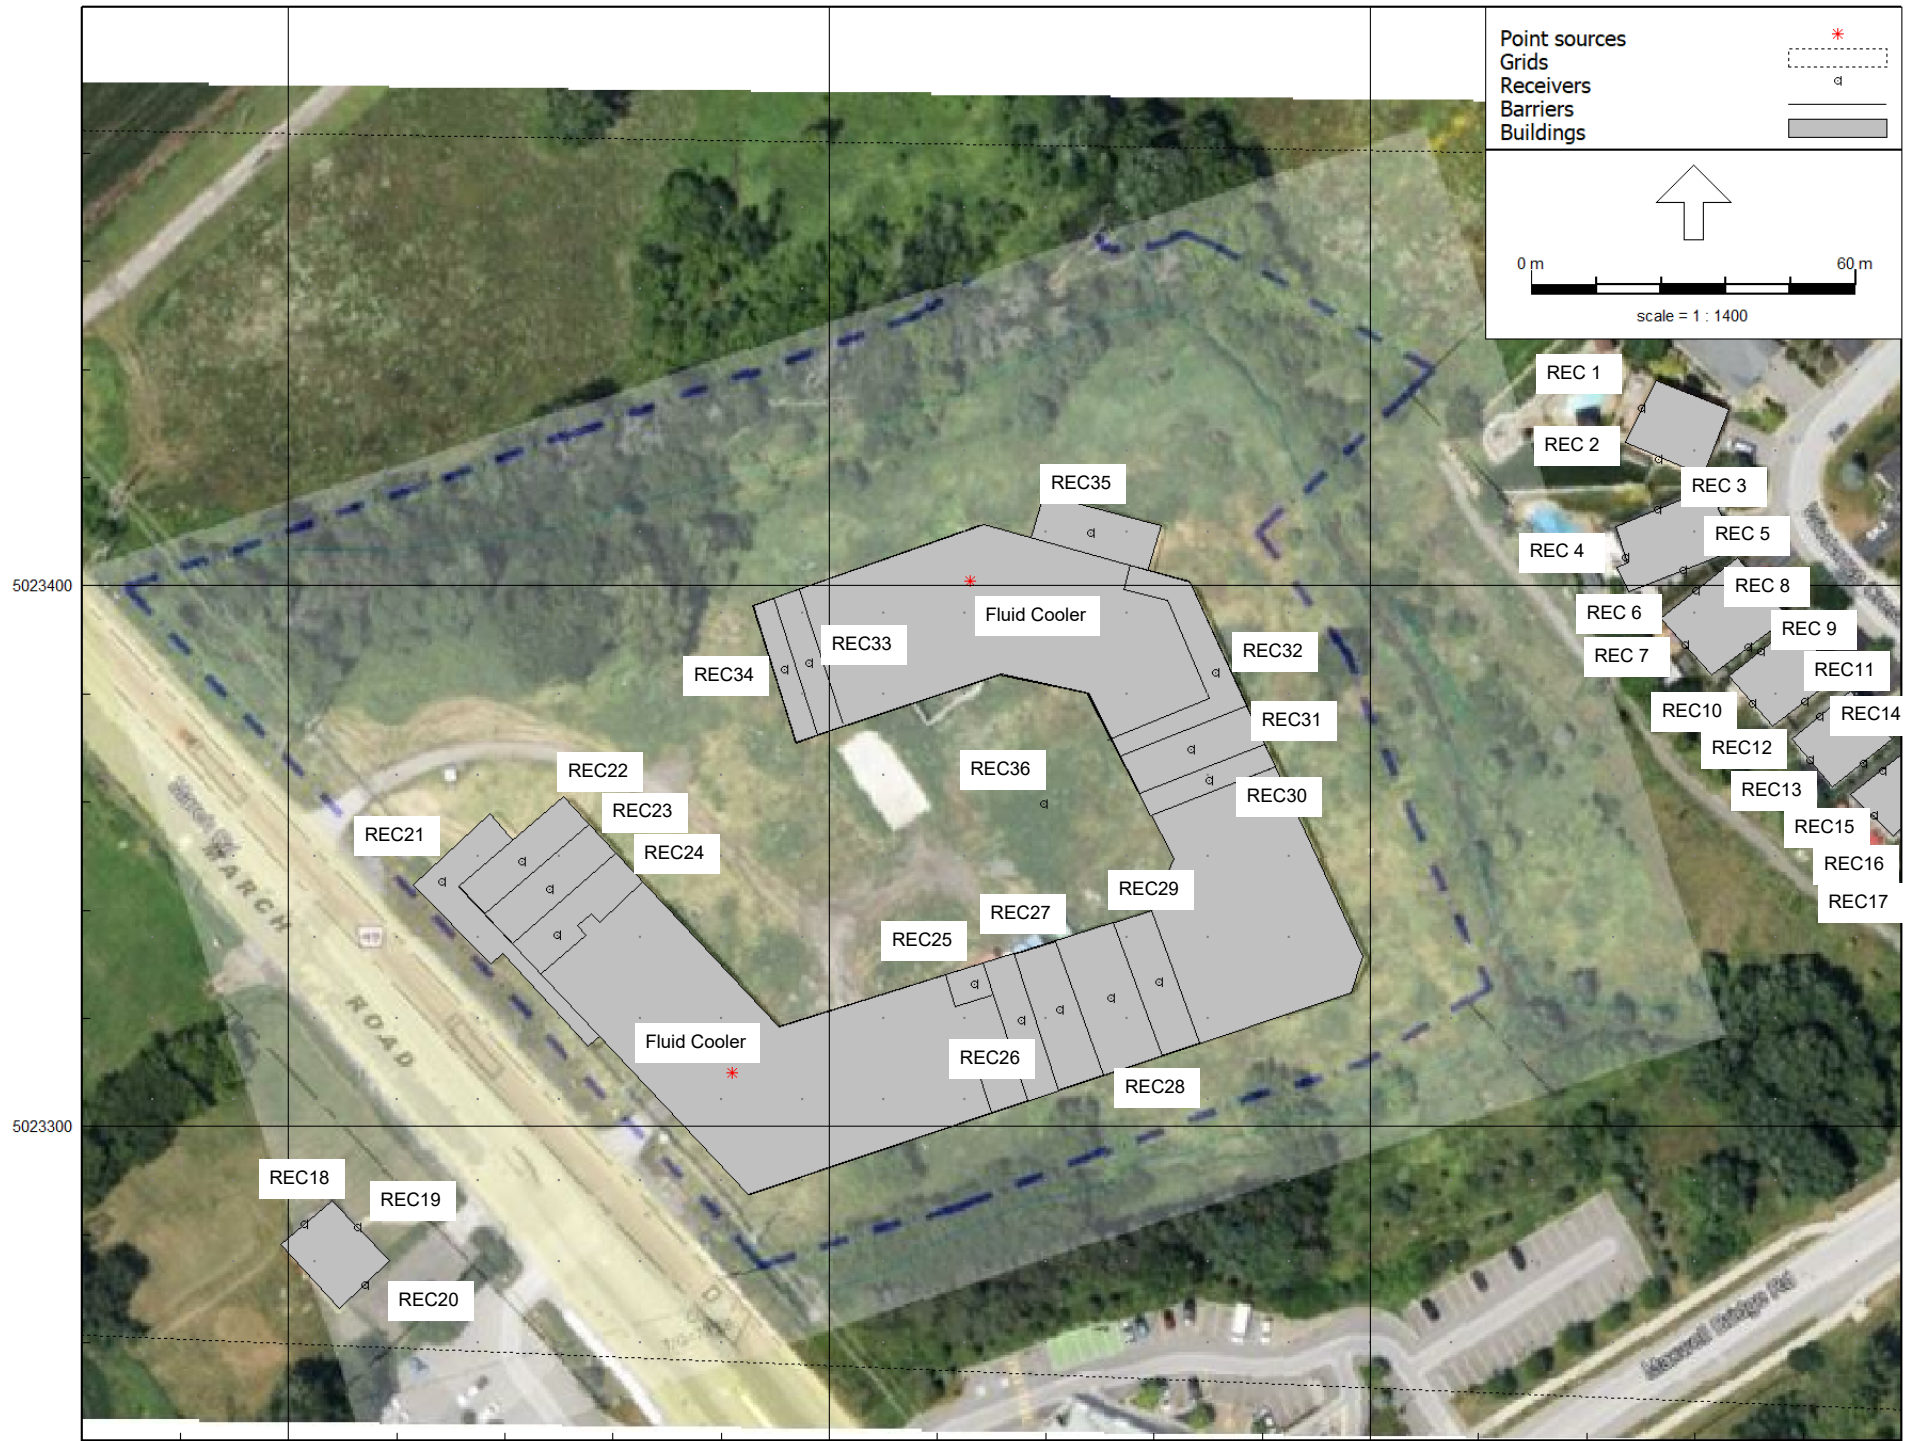 Point sources
Grids
Receivers
Barriers
Buildings
0 m 60 m
scale = 1 : 1400
REC 1
REC 2
REC 3
REC 5
REC 4
REC 8
REC 6
REC 9
REC 7
REC11
REC10
REC14
REC12
REC13
REC15
REC16
REC17
REC35
5023400
Fluid Cooler
REC33
REC34
REC32
REC31
REC36
REC30
REC22
REC23
REC21
REC24
REC29
REC27
REC25
MARCH
ROAD
Fluid Cooler
REC26
REC28
5023300
REC18
REC19
REC20
Maxwell Bridge Rd